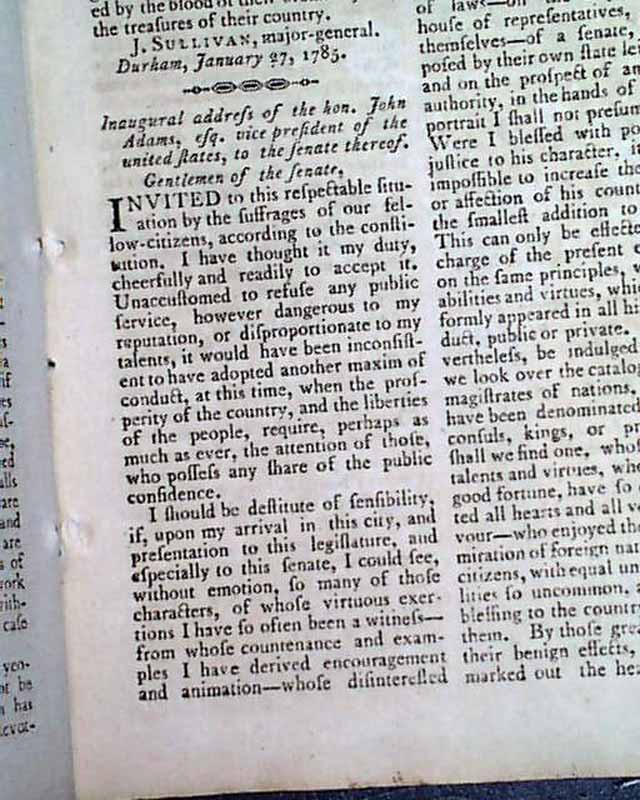 ed by the blood of their
the treasures of their country.
J. SULLIVAN, major-general.
Durham, January 27, 1785.
Inaugural addreſs of the hon. John
Adams, eſq. vice preſident of the
united ſtates, to the ſenate thereof.
Gentlemen of the ſenate,
INVITED to this reſpectable ſitu-
ation by the ſuffrages of our fel-
low-citizens, according to the conſti-
tution. I have thought it my duty,
cheerfully and readily to accept it.
Unaccuſtomed to refuſe any public
ſervice, however dangerous to my
reputation, or diſproportionate to my
talents, it would have been inconſiſt-
ent to have adopted another maxim of
conduct, at this time, when the proſ-
perity of the country, and the liberties
of the people, require, perhaps as
much as ever, the attention of thoſe,
who poſſeſs any ſhare of the public
confidence.
I ſhould be deſtitute of ſenſibility,
if, upon my arrival in this city, and
preſentation to this legiſlature, and
eſpecially to this ſenate, I could ſee,
without emotion, ſo many of thoſe
characters, of whoſe virtuous exer-
tions I have ſo often been a witneſs—
from whoſe countenance and exam-
ples I have derived encouragement
and animation—whoſe diſintereſted
of laws—on the
houſe of repreſentatives,
themſelves—of a ſenate,
poſed by their own ſtate le
and on the proſpect of an
authority, in the hands of
portrait I ſhall not preſum
Were I bleſſed with po
juſtice to his character, it
impoſſible to increaſe the
or affection of his coun
the ſmalleſt addition to
This can only be effecte
charge of the preſent
on the ſame principles,
abilities and virtues, whic
formly appeared in all hi
duct, public or private.
vertheleſs, be indulged
we look over the catalog
magiſtrates of nations,
have been denominated
conſuls, kings, or pr
ſhall we find one, whoſ
talents and virtues, whe
good fortune, have ſo
ted all hearts and all v
vour—who enjoyed the
miration of foreign nat
citizens, with equal un
lities ſo uncommon,
bleſſing to the countr
them. By thoſe grea
their benign effects,
marked out the hea